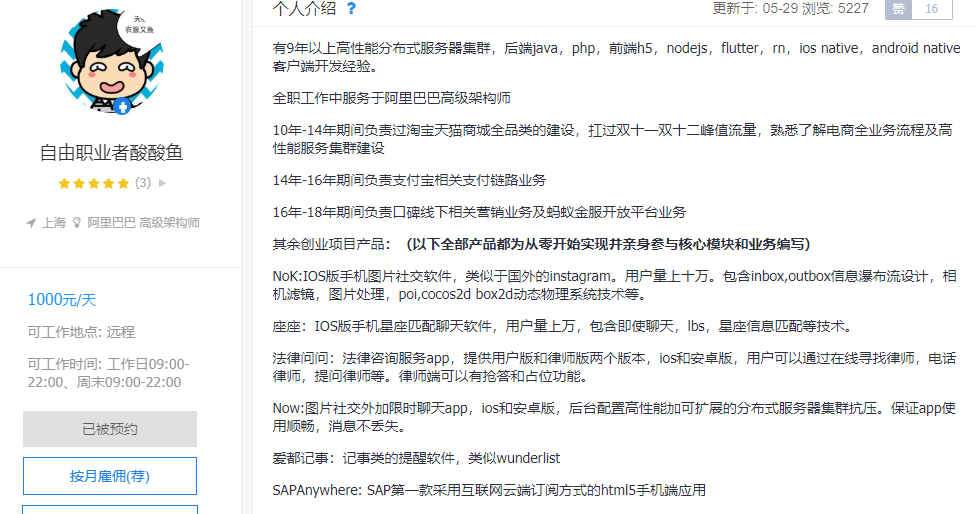 天
衣服又鱼
自由职业者酸酸鱼
(3)
上海 阿里巴巴 高级架构师
1000元/天
可工作地点: 远程
可工作时间: 工作日09:00-
22:00、周末09:00-22:00
已被预约
按月雇佣(荐)
个人介绍 ?
更新于: 05-29 浏览: 5227
赞 16
有9年以上高性能分布式服务器集群，后端java，php，前端h5，nodejs，flutter，rn，ios native，android native
客户端开发经验。
全职工作中服务于阿里巴巴高级架构师
10年-14年期间负责过淘宝天猫商城全品类的建设，扛过双十一双十二峰值流量，熟悉了解电商全业务流程及高
性能服务集群建设
14年-16年期间负责支付宝相关支付链路业务
16年-18年期间负责口碑线下相关营销业务及蚂蚁金服开放平台业务
其余创业项目产品：（以下全部产品都为从零开始实现并亲身参与核心模块和业务编写）
NoK:IOS版手机图片社交软件，类似于国外的instagram。用户量上十万。包含inbox,outbox信息瀑布流设计，相
机滤镜，图片处理，poi,cocos2d box2d动态物理系统技术等。
座座：IOS版手机星座匹配聊天软件，用户量上万，包含即使聊天，lbs，星座信息匹配等技术。
法律问问：法律咨询服务app，提供用户版和律师版两个版本，ios和安卓版，用户可以通过在线寻找律师，电话
律师，提问律师等。律师端可以有抢答和占位功能。
Now:图片社交外加限时聊天app，ios和安卓版，后台配置高性能加可扩展的分布式服务器集群抗压。保证app使
用顺畅，消息不丢失。
爱都记事：记事类的提醒软件，类似wunderlist
SAPAnywhere: SAP第一款采用互联网云端订阅方式的html5手机端应用